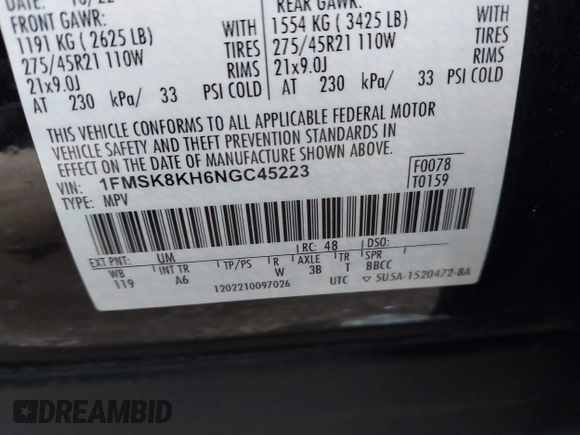 10/22
FRONT GAWR:
REAR GAWR:
1191 KG ( 2625 LB)
1554 KG ( 3425 LB)
275/45R21 110W TIRES
275/45R21 110W TIRES
21x9.0J RIMS
21x9.0J RIMS
AT 230 kPa/ 33 PSI COLD
AT 230 kPa/ 33 PSI COLD
THIS VEHICLE CONFORMS TO ALL APPLICABLE FEDERAL MOTOR
VEHICLE SAFETY AND THEFT PREVENTION STANDARDS IN
EFFECT ON THE DATE OF MANUFACTURE SHOWN ABOVE.
VIN: 1FMSK8KH6NGC45223
TYPE: MPV
F0078
T0159
EXT PNT: UM RC: 48 DSO:
WB INT TR TP/PS R AXLE TR SPR
119 A6 W 3B T BBCC
1202210097026 UTC ▽ 5U5A-1520472-BA
DREAMBID